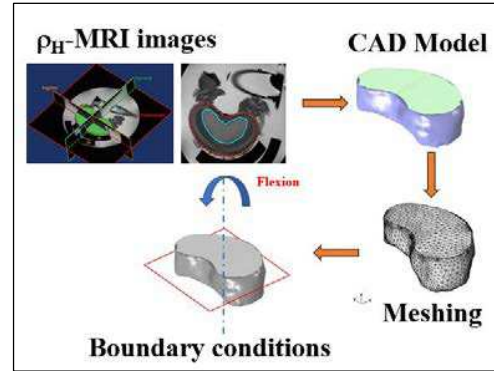 ρH-MRI images
CAD Model
Flexion
Meshing
Boundary conditions